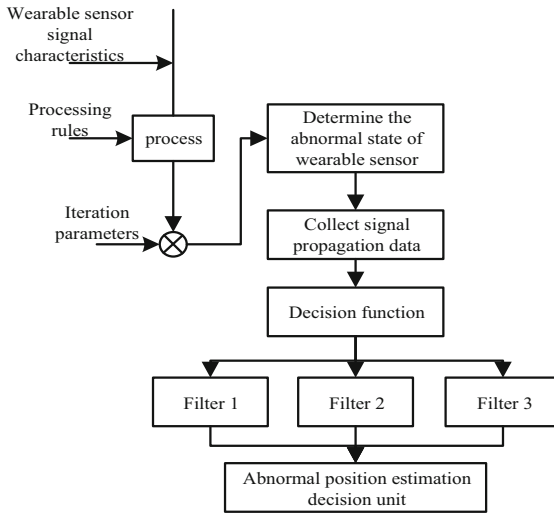 Wearable sensor
signal
characteristics
Processing
rules
process
Iteration
parameters
Determine the
abnormal state of
wearable sensor
Collect signal
propagation data
Decision function
Filter 1
Filter 2
Filter 3
Abnormal position estimation
decision unit